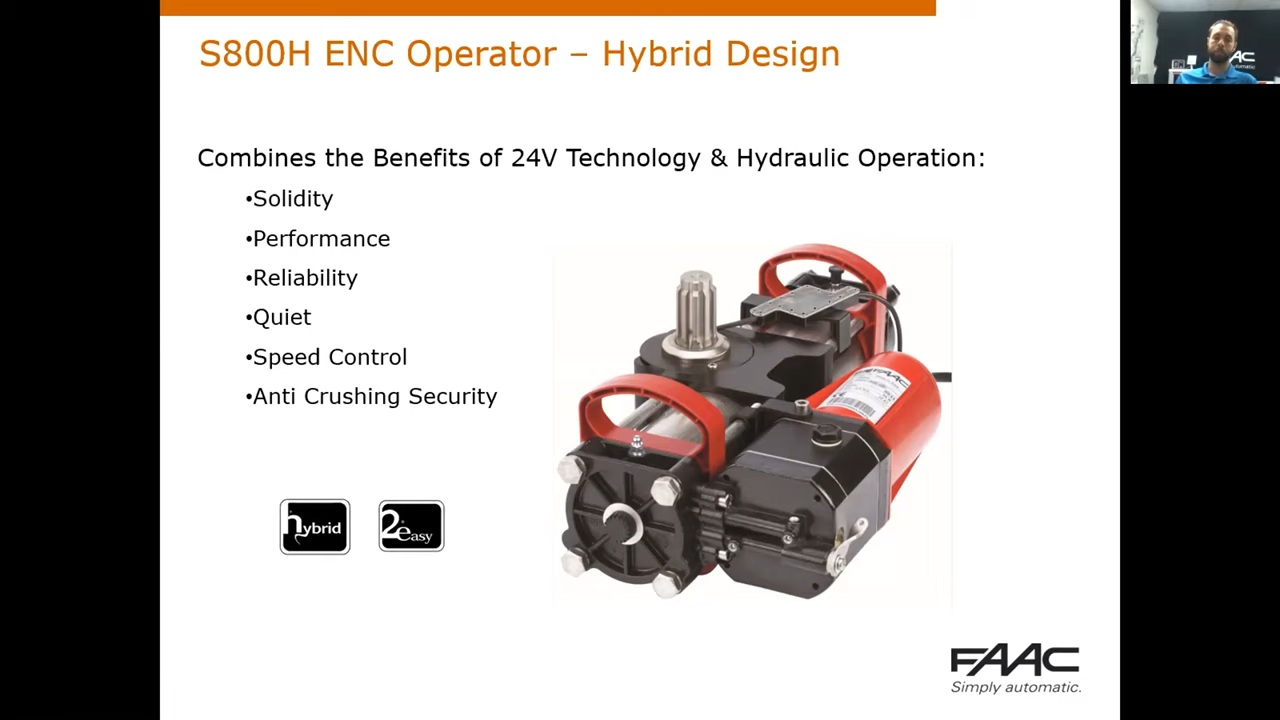 S800H ENC Operator – Hybrid Design
Combines the Benefits of 24V Technology & Hydraulic Operation:
•Solidity
•Performance
•Reliability
•Quiet
•Speed Control
•Anti Crushing Security
FAAC
hybrid
2easy
FAAC
Simply automatic.